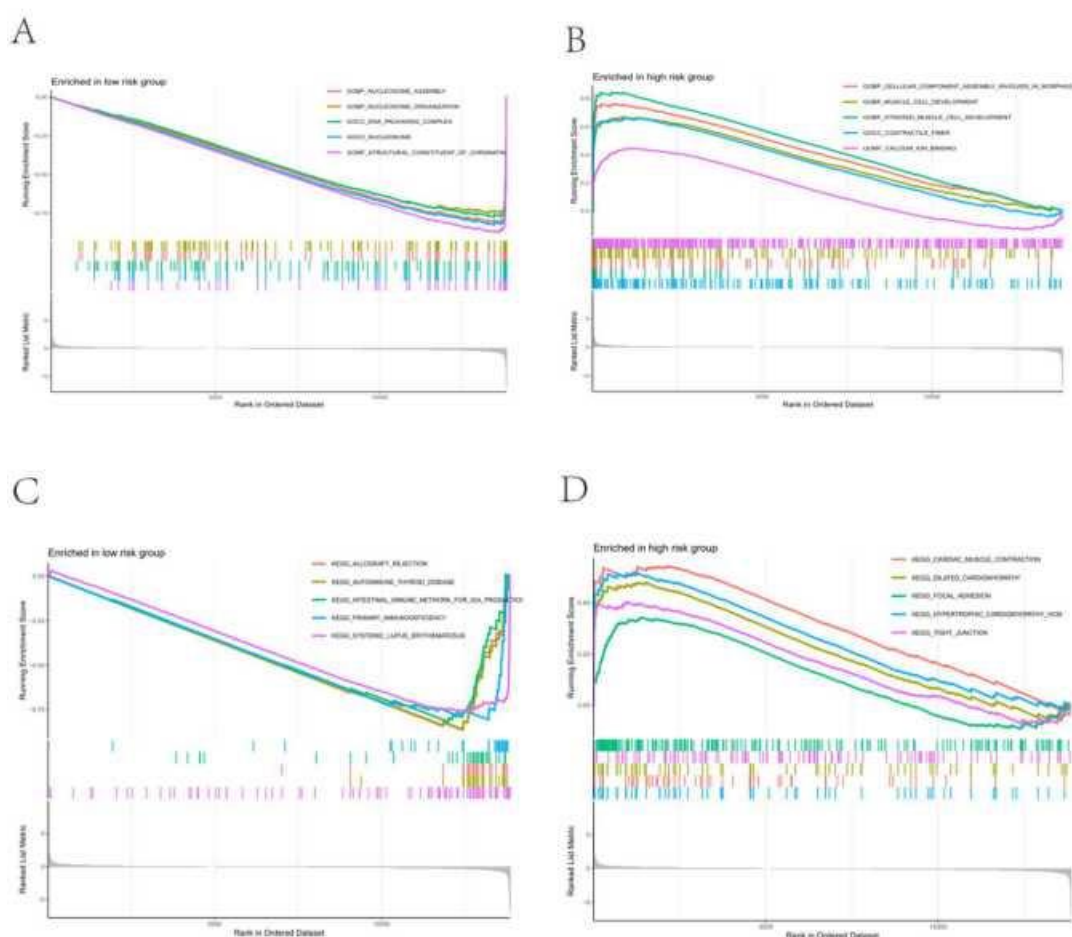 A
Enriched in low risk group
GOBP_NUCLEOSOME_ASSEMBLY
GOBP_NUCLEOSOME_ORGANIZATION
GOCC_DNA_PACKAGING_COMPLEX
GOCC_NUCLEOSOME
GOMF_STRUCTURAL_CONSTITUENT_OF_CHROMATIN
Running Enrichment Score
Ranked List Metric
Rank in Ordered Dataset
B
Enriched in high risk group
GOBP_CELLULAR_COMPONENT_ASSEMBLY_INVOLVED_IN_MORPHOG
GOBP_MUSCLE_CELL_DEVELOPMENT
GOBP_STRIATED_MUSCLE_CELL_DEVELOPMENT
GOCC_CONTRACTILE_FIBER
GOMF_CALCIUM_ION_BINDING
Running Enrichment Score
Ranked List Metric
Rank in Ordered Dataset
C
Enriched in low risk group
KEGG_ALLOGRAFT_REJECTION
KEGG_AUTOIMMUNE_THYROID_DISEASE
KEGG_INTESTINAL_IMMUNE_NETWORK_FOR_IGA_PRODUCTION
KEGG_PRIMARY_IMMUNODEFICIENCY
KEGG_SYSTEMIC_LUPUS_ERYTHEMATOSUS
Running Enrichment Score
Ranked List Metric
Rank in Ordered Dataset
D
Enriched in high risk group
KEGG_CARDIAC_MUSCLE_CONTRACTION
KEGG_DILATED_CARDIOMYOPATHY
KEGG_FOCAL_ADHESION
KEGG_HYPERTROPHIC_CARDIOMYOPATHY_HCM
KEGG_TIGHT_JUNCTION
Running Enrichment Score
Ranked List Metric
Rank in Ordered Dataset